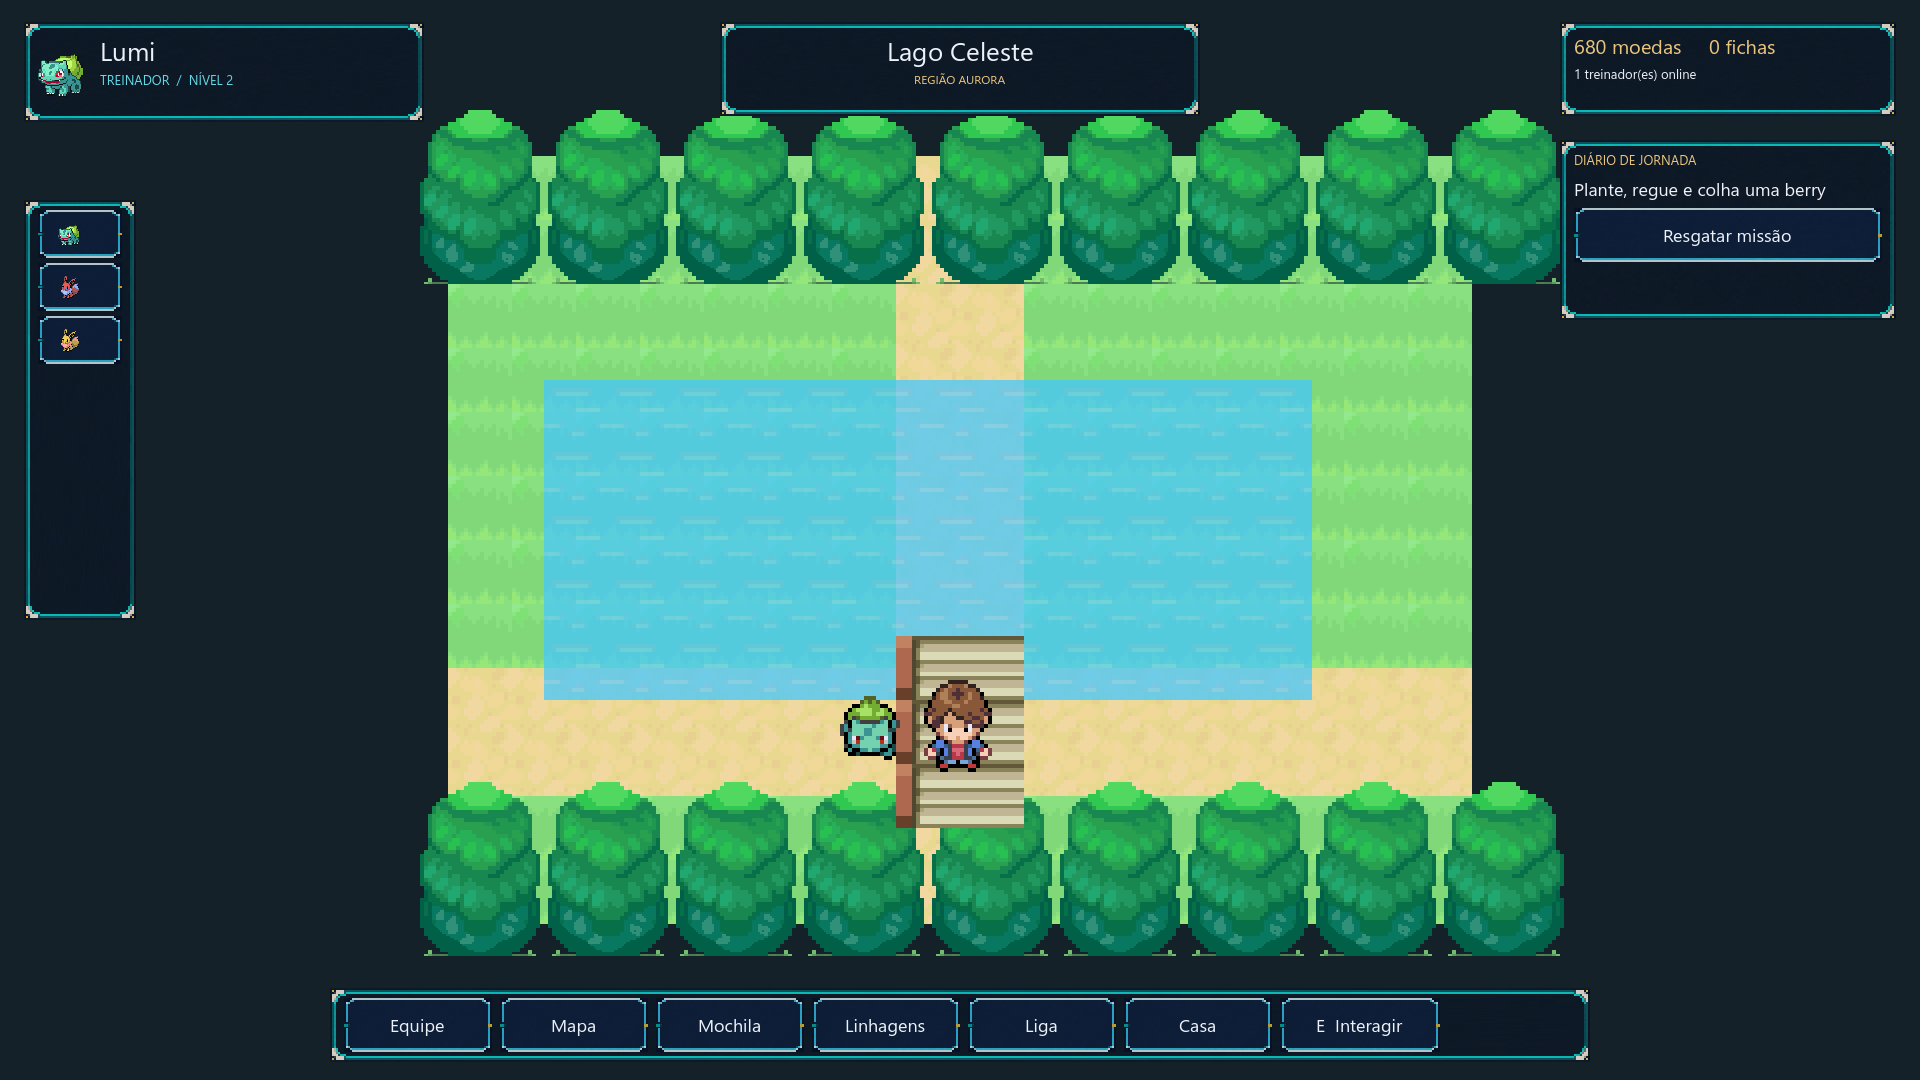 Lumi
TREINADOR / NÍVEL 2
Lago Celeste
REGIÃO AURORA
680 moedas 0 fichas
1 treinador(es) online
DIÁRIO DE JORNADA
Plante, regue e colha uma berry
Resgatar missão
Equipe Mapa Mochila Linhagens Liga Casa E Interagir